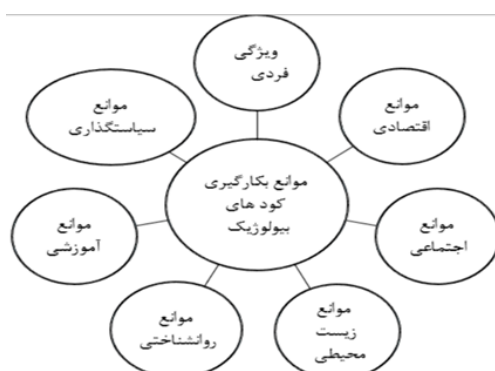 ویژگی
فردی
موانع
اقتصادی
موانع
سیاستگذاری
موانع بکارگیری
کود های
بیولوژیک
موانع
اجتماعی
موانع
آموزشی
موانع
زیست
محیطی
موانع
روانشناختی